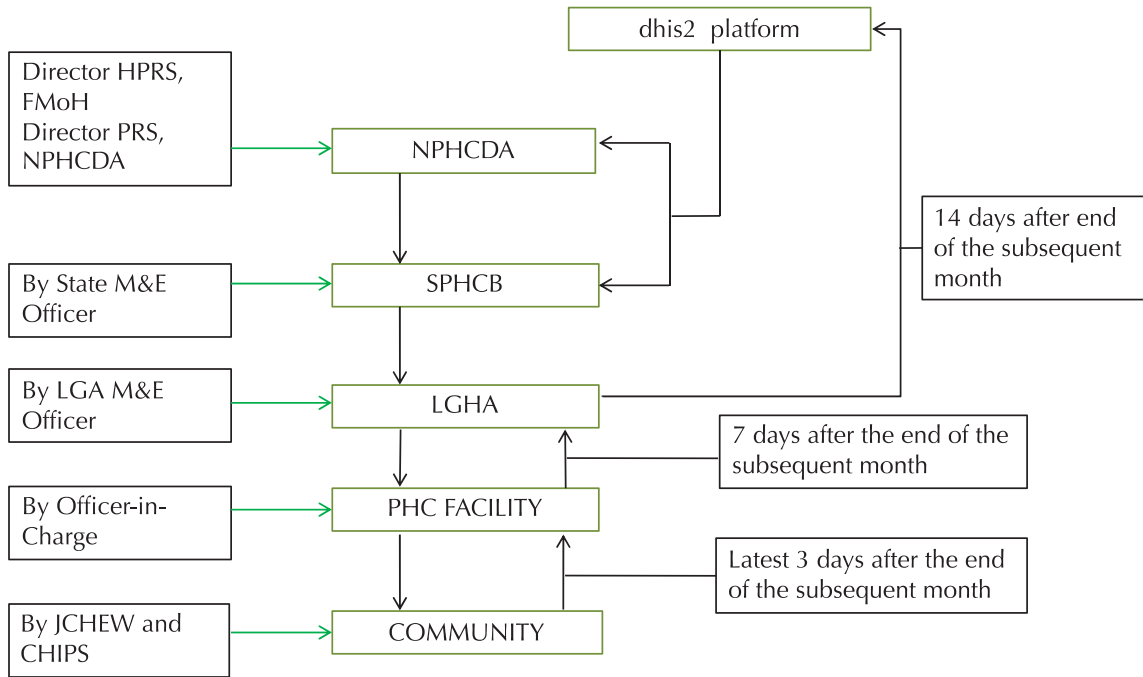 dhis2 platform
Director HPRS,
FMoH
Director PRS,
NPHCDA
NPHCDA
14 days after end
of the subsequent
month
By State M&E
Officer
SPHCB
By LGA M&E
Officer
LGHA
7 days after the end of the
subsequent month
By Officer-in-
Charge
PHC FACILITY
Latest 3 days after the end
of the subsequent month
By JCHEW and
CHIPS
COMMUNITY